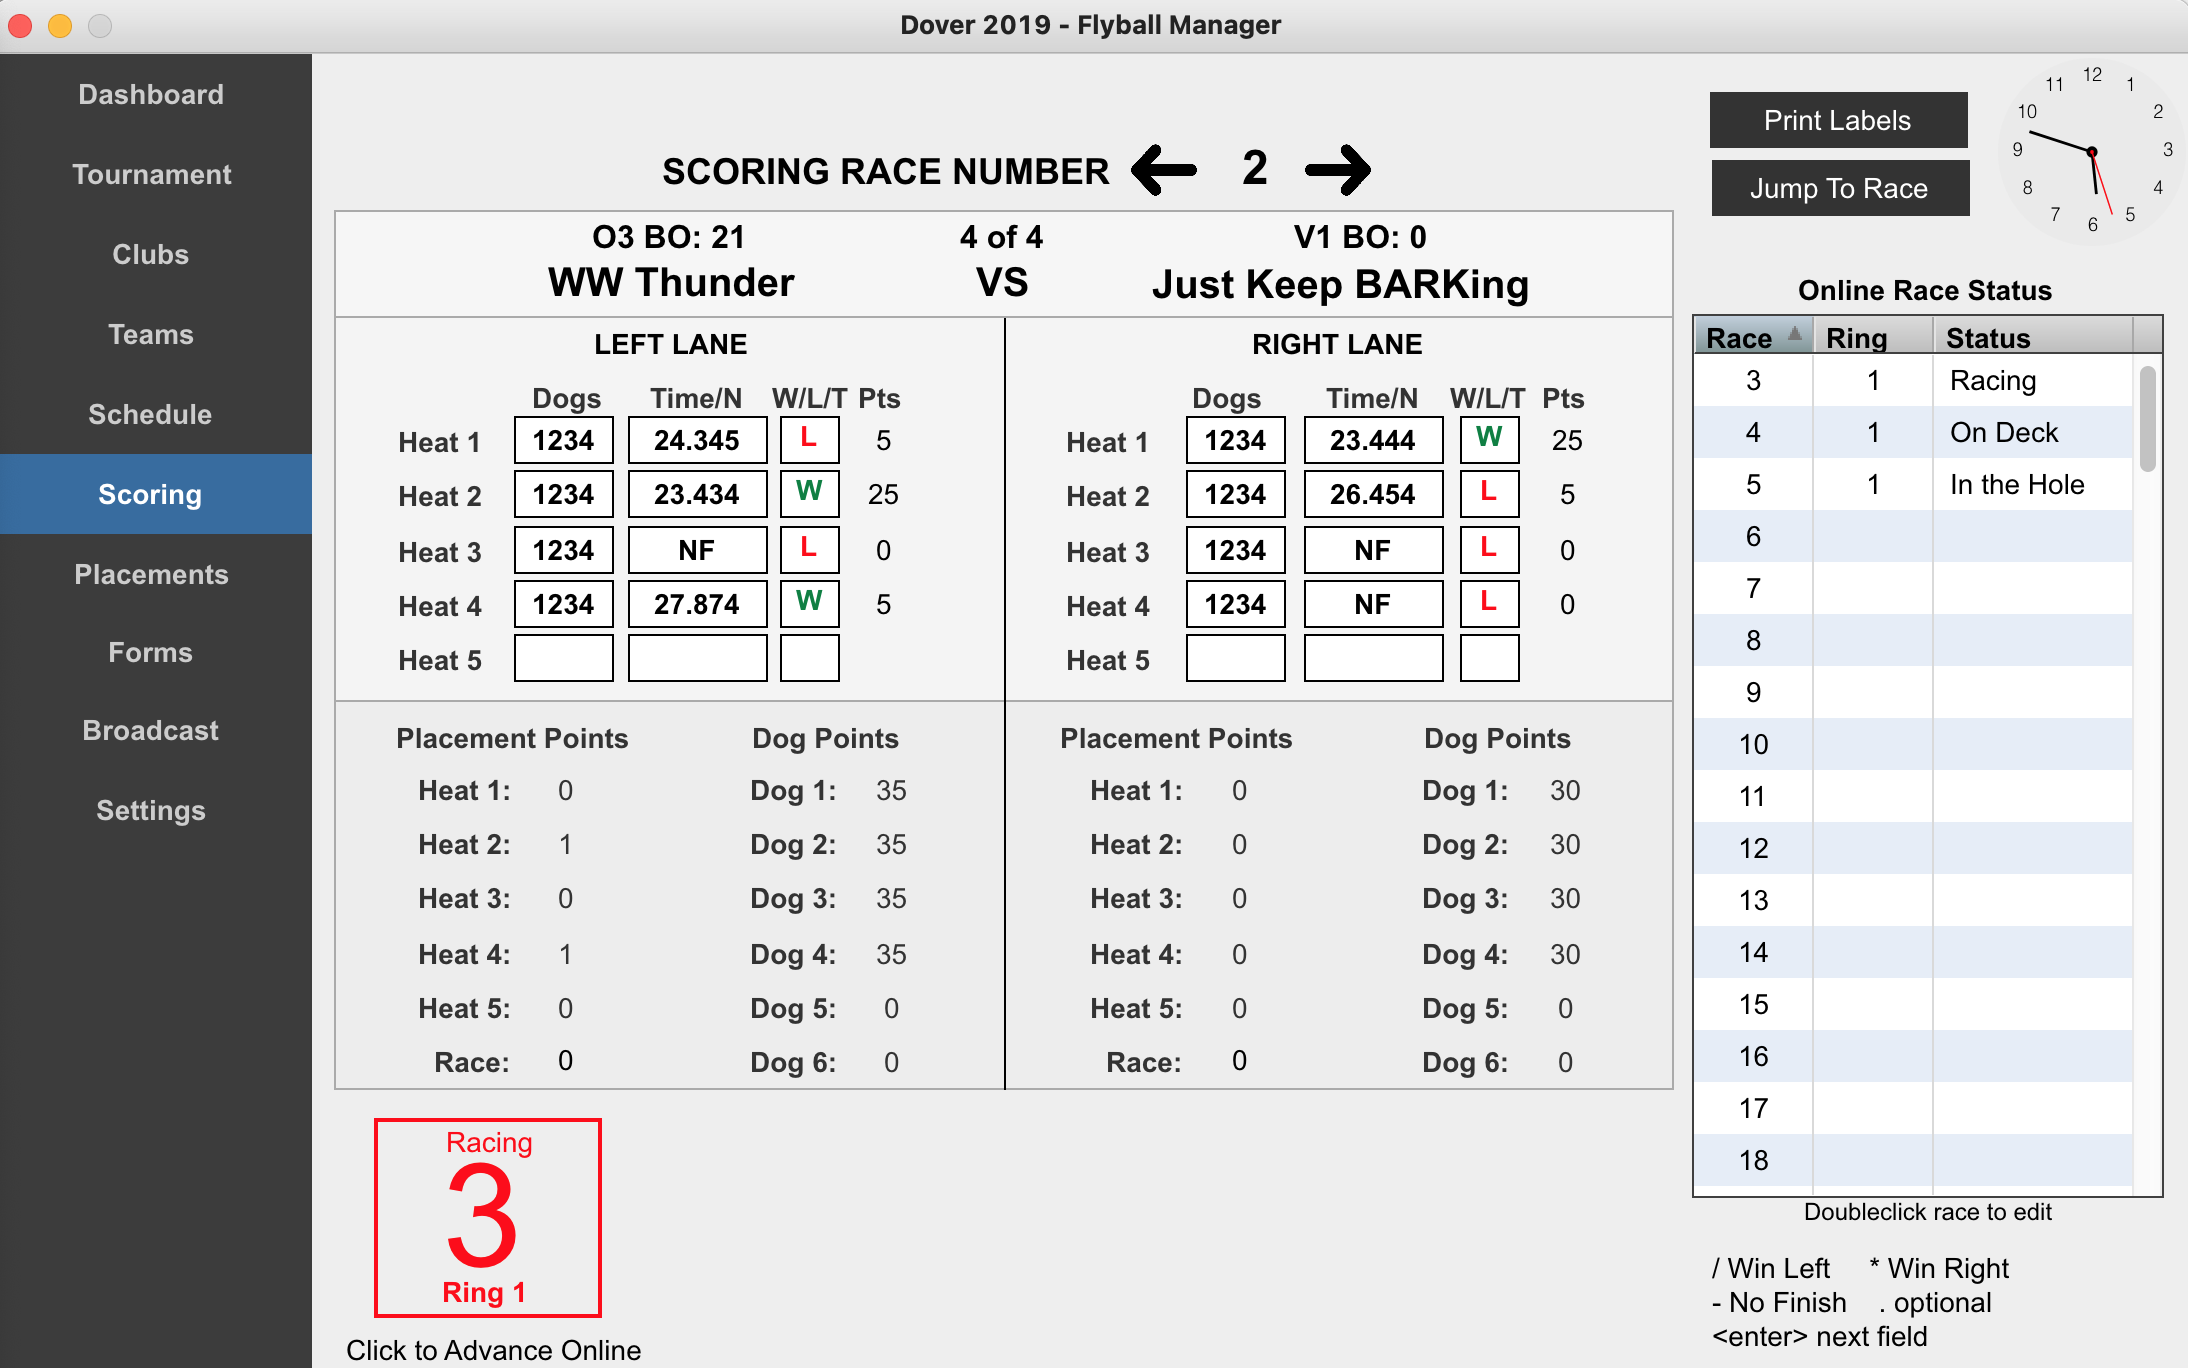 Dover 2019 - Flyball Manager
Dashboard
Tournament
Clubs
Teams
Schedule
Scoring
Placements
Forms
Broadcast
Settings
SCORING RACE NUMBER 2
O3 BO: 21 4 of 4 V1 BO: 0
WW Thunder VS Just Keep BARKing
LEFT LANE
Dogs Time/N W/L/T Pts
Heat 1 1234 24.345 L 5
Heat 2 1234 23.434 W 25
Heat 3 1234 NF L 0
Heat 4 1234 27.874 W 5
Heat 5
RIGHT LANE
Dogs Time/N W/L/T Pts
Heat 1 1234 23.444 W 25
Heat 2 1234 26.454 L 5
Heat 3 1234 NF L 0
Heat 4 1234 NF L 0
Heat 5
Placement Points Dog Points
Heat 1: 0 Dog 1: 35
Heat 2: 1 Dog 2: 35
Heat 3: 0 Dog 3: 35
Heat 4: 1 Dog 4: 35
Heat 5: 0 Dog 5: 0
Race: 0 Dog 6: 0
Placement Points Dog Points
Heat 1: 0 Dog 1: 30
Heat 2: 0 Dog 2: 30
Heat 3: 0 Dog 3: 30
Heat 4: 0 Dog 4: 30
Heat 5: 0 Dog 5: 0
Race: 0 Dog 6: 0
Racing
3
Ring 1
Click to Advance Online
Print Labels
Jump To Race
12
1
2
3
4
5
6
7
8
9
10
11
Online Race Status
Race Ring Status
3 1 Racing
4 1 On Deck
5 1 In the Hole
6
7
8
9
10
11
12
13
14
15
16
17
18
Doubleclick race to edit
/ Win Left * Win Right
- No Finish . optional
<enter> next field